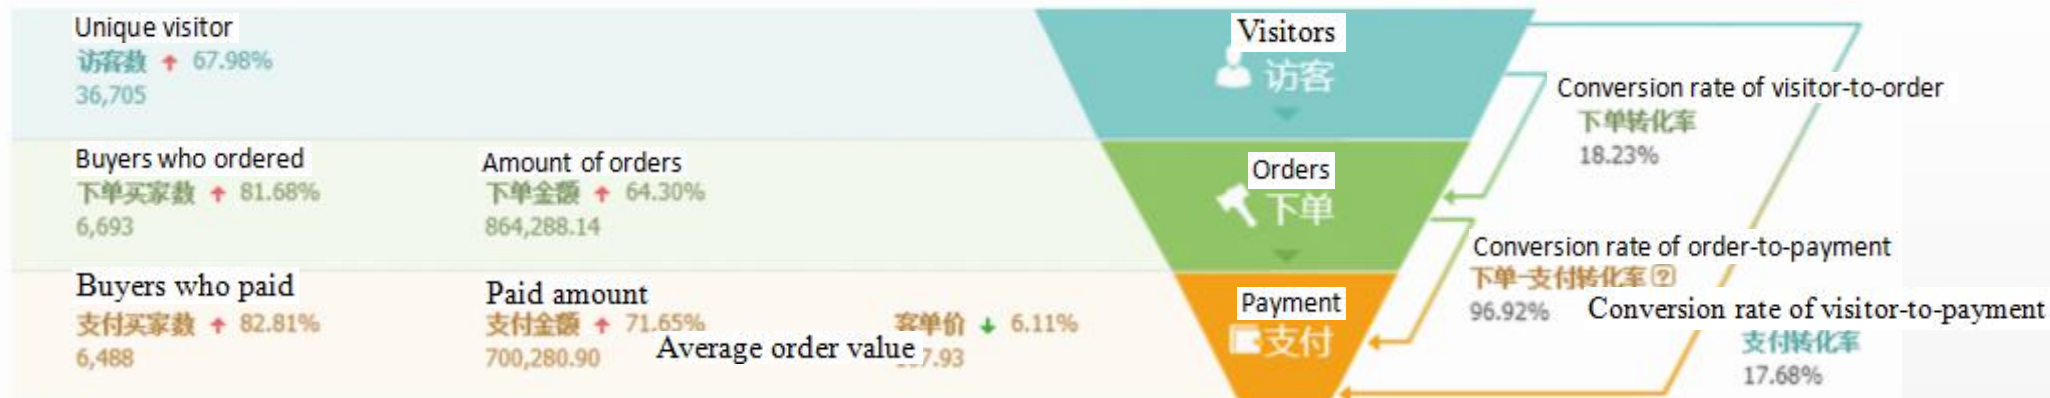 Unique visitor
访客数 ↑ 67.98%
36,705
Buyers who ordered
下单买家数 ↑ 81.68%
6,693
Amount of orders
下单金额 ↑ 64.30%
864,288.14
Buyers who paid
支付买家数 ↑ 82.81%
6,488
Paid amount
支付金额 ↑ 71.65%
700,280.90
Average order value
客单价 ↓ 6.11%
7.93
Visitors
访客
Orders
下单
Payment
支付
Conversion rate of visitor-to-order
下单转化率
18.23%
Conversion rate of order-to-payment
下单-支付转化率 ?
96.92%
Conversion rate of visitor-to-payment
支付转化率
17.68%